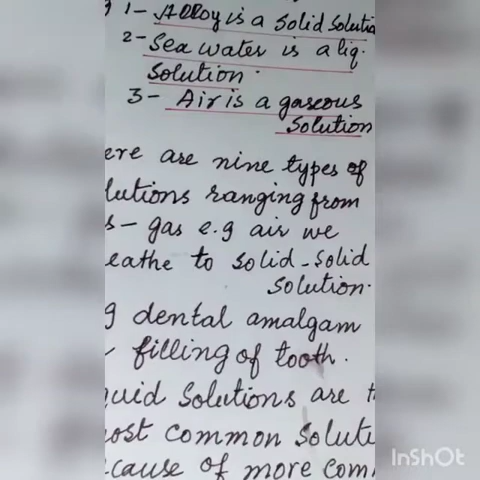 1- Alloy is a Solid Solutio
2- Sea water is a liq.
Solution.
3- Air is a gaseous
Solution
ere are nine types of
lutions ranging from
s- gas e.g air we
eathe to solid-solid
Solution.
g dental amalgam
filling of tooth.
quid Solutions are t
ost common Soluti
cause of more com
InShOt